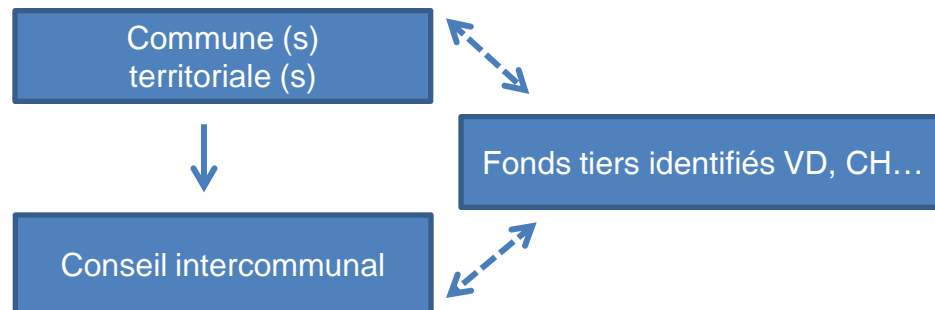 Commune (s)
territoriale (s)
Fonds tiers identifiés VD, CH…
Conseil intercommunal